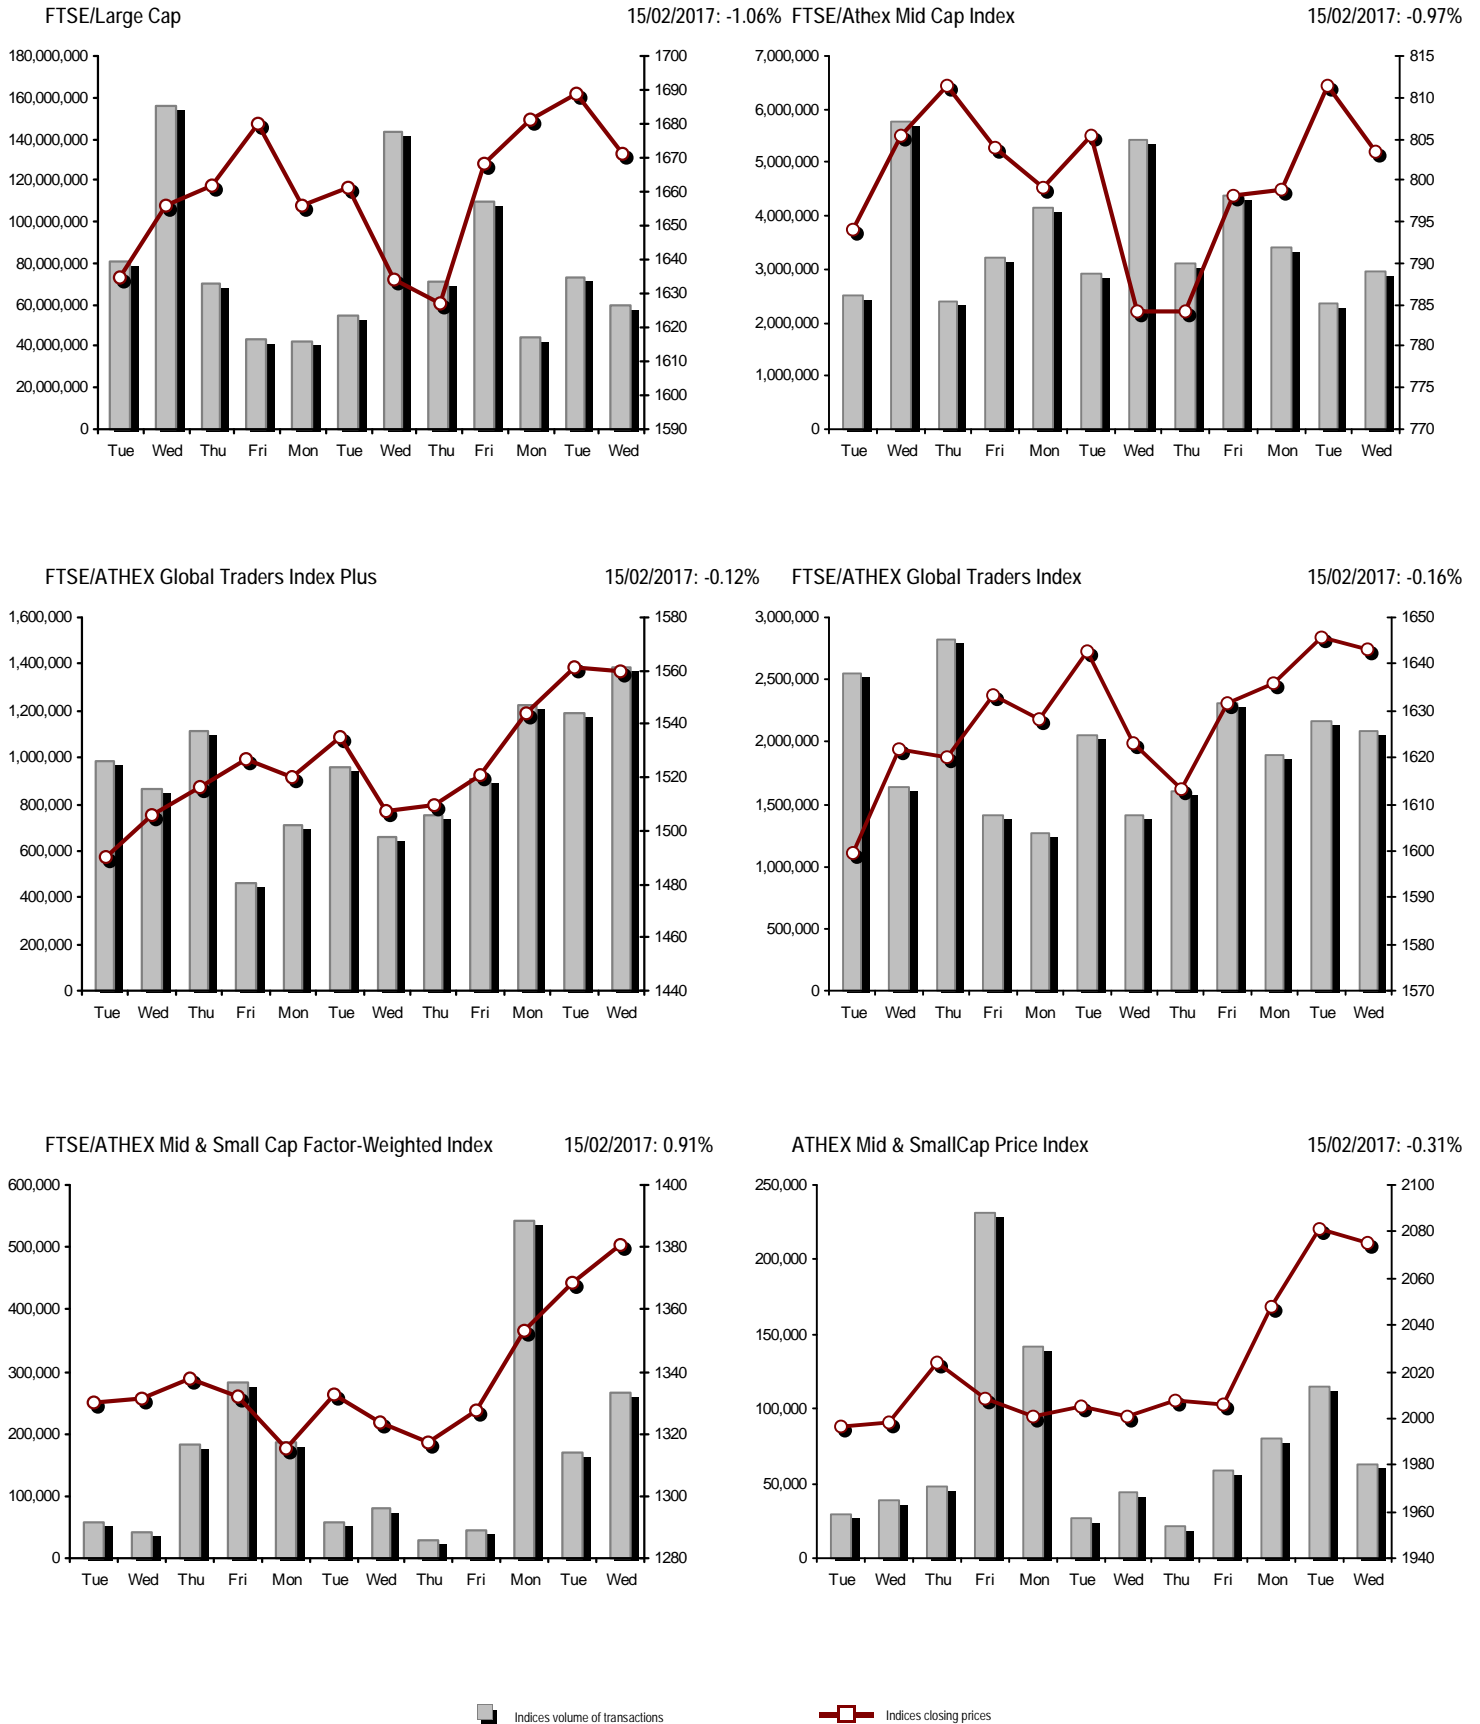 FTSE/Large Cap 15/02/2017: -1.06% FTSE/Athex Mid Cap Index 15/02/2017: -0.97%
180,000,000 1700 7,000,000 815
160,000,000 1690 6,000,000 810
140,000,000 1680 5,000,000 805
120,000,000 1670 4,000,000 800
100,000,000 1660 3,000,000 795
80,000,000 1650 2,000,000 790
60,000,000 1640 1,000,000 785
40,000,000 1630 0 780
20,000,000 1620 775
0 1610 770
1600
1590
Tue Wed Thu Fri Mon Tue Wed Thu Fri Mon Tue Wed Tue Wed Thu Fri Mon Tue Wed Thu Fri Mon Tue Wed
FTSE/ATHEX Global Traders Index Plus 15/02/2017: -0.12% FTSE/ATHEX Global Traders Index 15/02/2017: -0.16%
1,600,000 1580 3,000,000 1650
1,400,000 1560 2,500,000 1640
1,200,000 1540 2,000,000 1630
1,000,000 1520 1,500,000 1620
800,000 1500 1,000,000 1610
600,000 1480 500,000 1600
400,000 1460 0 1590
200,000 1440 1580
0 1570
Tue Wed Thu Fri Mon Tue Wed Thu Fri Mon Tue Wed Tue Wed Thu Fri Mon Tue Wed Thu Fri Mon Tue Wed
FTSE/ATHEX Mid & Small Cap Factor-Weighted Index 15/02/2017: 0.91% ATHEX Mid & SmallCap Price Index 15/02/2017: -0.31%
600,000 1400 250,000 2100
500,000 1380 200,000 2080
400,000 1360 150,000 2060
300,000 1340 100,000 2040
200,000 1320 50,000 2020
100,000 1300 0 2000
0 1280 1980
1960
1940
Tue Wed Thu Fri Mon Tue Wed Thu Fri Mon Tue Wed Tue Wed Thu Fri Mon Tue Wed Thu Fri Mon Tue Wed
Indices volume of transactions Indices closing prices